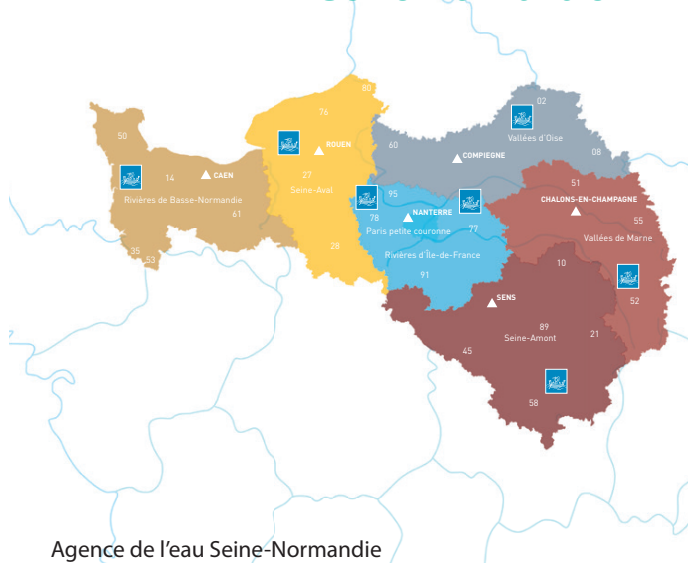 80
76
02
50
Vallées d'Oise
60
ROUEN
COMPIEGNE
08
CAEN
27
14
51
Seine-Aval
95
Rivières de Basse-Normandie
CHALONS-EN-CHAMPAGNE
61
78
NANTERRE
55
Paris petite couronne
77
Vallées de Marne
35
28
Rivières d'Île-de-France
53
10
91
SENS
52
89
21
45
Seine-Amont
58
Agence de l'eau Seine-Normandie